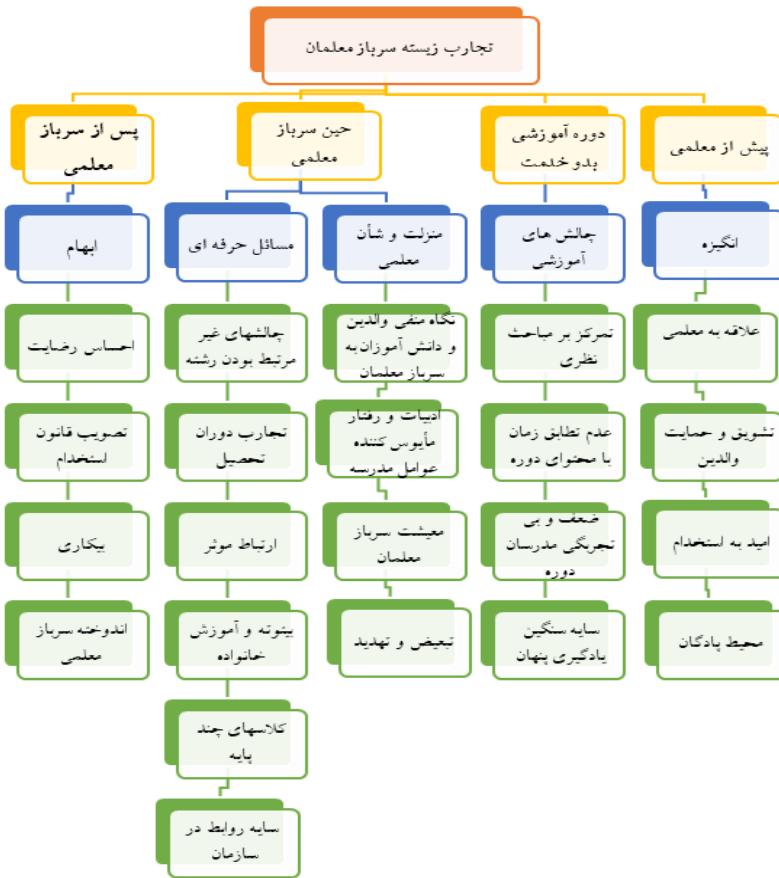 تجارب زیسته سرباز معلمان
پیش از معلمی
دوره آموزشی
بدو خدمت
حین سرباز
معلمی
پس از سرباز
معلمی
انگیزه
چالش های
آموزشی
منزلت و شأن
معلمی
مسائل حرفه ای
ابهام
علاقه به معلمی
تمرکز بر مباحث
نظری
نگاه منفی والدین
و دانش آموزان به
سرباز معلمان
چالشهای غیر
مرتبط بودن رشته
احساس رضایت
تشویق و حمایت
والدین
عدم تطابق زمان
با محتوای دوره
ادبیات و رفتار
مأیوس کننده
عوامل مدرسه
تجارب دوران
تحصیل
تصویب قانون
استخدام
امید به استخدام
ضعف و بی
تجربگی مدرسان
دوره
معیشت سرباز
معلمان
ارتباط موثر
بیکاری
محیط پادگان
سایه سنگین
یادگیری پنهان
تبعیض و تهدید
بیتوته و آموزش
خانواده
اندوخته سرباز
معلمی
کلاسهای چند
پایه
سایه روابط در
سازمان